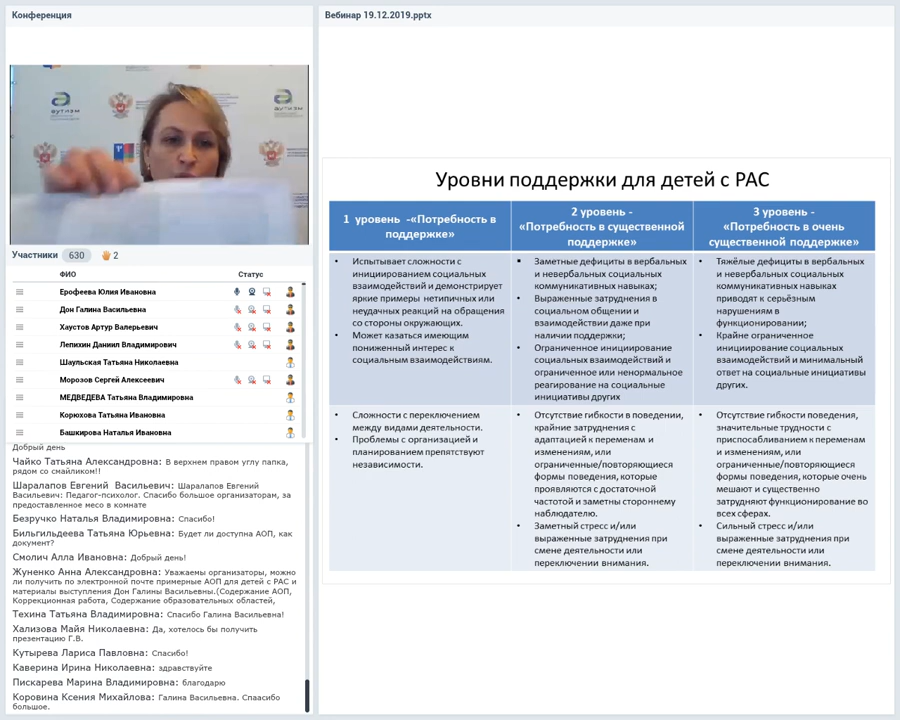 Конференция
аутизм
Участники 630 2
ФИО Статус
Ерофеева Юлия Ивановна
Дон Галина Васильевна
Хаустов Артур Валерьевич
Лепихин Даниил Владимирович
Шаульская Татьяна Николаевна
Морозов Сергей Алексеевич
МЕДВЕДЕВА Татьяна Владимировна
Корюхова Татьяна Ивановна
Башкирова Наталья Ивановна
Добрый день
Чайко Татьяна Александровна: В верхнем правом углу папка,
рядом со смайликом!!
Шаралапов Евгений Васильевич: Шаралапов Евгений
Васильевич: Педагог-психолог. Спасибо большое организаторам, за
предоставленое месо в комнате
Безручко Наталья Владимировна: Спасибо!
Бильгильдеева Татьяна Юрьевна: Будет ли доступна АОП, как
документ?
Смолич Алла Ивановна: Добрый день!
Жуненко Анна Александровна: Уважаемы организаторы, можно
ли получить по электронной почте примерные АОП для детей с РАС и
материалы выступления Дон Галины Васильевны.(Содержание АОП,
Коррекционная работа, Содержание образовательных областей,
Техина Татьяна Владимировна: Спасибо Галина Васильевна!
Хализова Майя Николаевна: Да, хотелось бы получить
презентацию Г.В.
Кутырева Лариса Павловна: Спасибо!
Каверина Ирина Николаевна: здравствуйте
Пискарева Марина Владимировна: благодарю
Коровина Ксения Михайлова: Галина Васильевна. Спаасибо
большое.
Вебинар 19.12.2019.pptx
Уровни поддержки для детей с РАС
1 уровень -«Потребность в
поддержке»
2 уровень -
«Потребность в существенной
поддержке»
3 уровень -
«Потребность в очень
существенной поддержке»
• Испытывает сложности с
инициированием социальных
взаимодействий и демонстрирует
яркие примеры нетипичных или
неудачных реакций на обращения
со стороны окружающих.
• Может казаться имеющим
пониженный интерес к
социальным взаимодействиям.
▪ Заметные дефициты в вербальных
и невербальных социальных
коммуникативных навыках;
• Выраженные затруднения в
социальном общении и
взаимодействии даже при
наличии поддержки;
• Ограниченное инициирование
социальных взаимодействий и
ограниченное или ненормальное
реагирование на социальные
инициативы других
• Тяжёлые дефициты в вербальных
и невербальных социальных
коммуникативных навыках
приводят к серьёзным
нарушениям в
функционировании;
• Крайне ограниченное
инициирование социальных
взаимодействий и минимальный
ответ на социальные инициативы
других.
• Сложности с переключением
между видами деятельности.
• Проблемы с организацией и
планированием препятствуют
независимости.
• Отсутствие гибкости в поведении,
крайние затруднения с
адаптацией к переменам и
изменениям, или
ограниченные/повторяющиеся
формы поведения, которые
проявляются с достаточной
частотой и заметны стороннему
наблюдателю.
• Заметный стресс и/или
выраженные затруднения при
смене деятельности или
переключении внимания.
• Отсутствие гибкости поведения,
значительные трудности с
приспосабливанием к переменам
и изменениям, или
ограниченные/повторяющиеся
формы поведения, которые очень
мешают и существенно
затрудняют функционирование во
всех сферах.
• Сильный стресс и/или
выраженные затруднения при
смене деятельности или
переключении внимания.